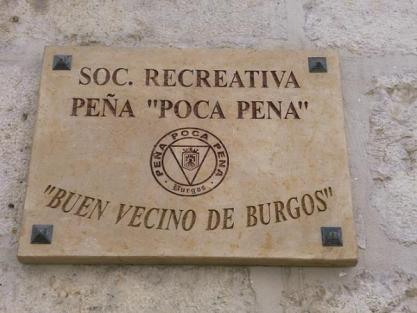 SOC. RECREATIVA
PEÑA "POCA PENA"
PEÑA POCA PENA
Burgos
"BUEN VECINO DE BURGOS"